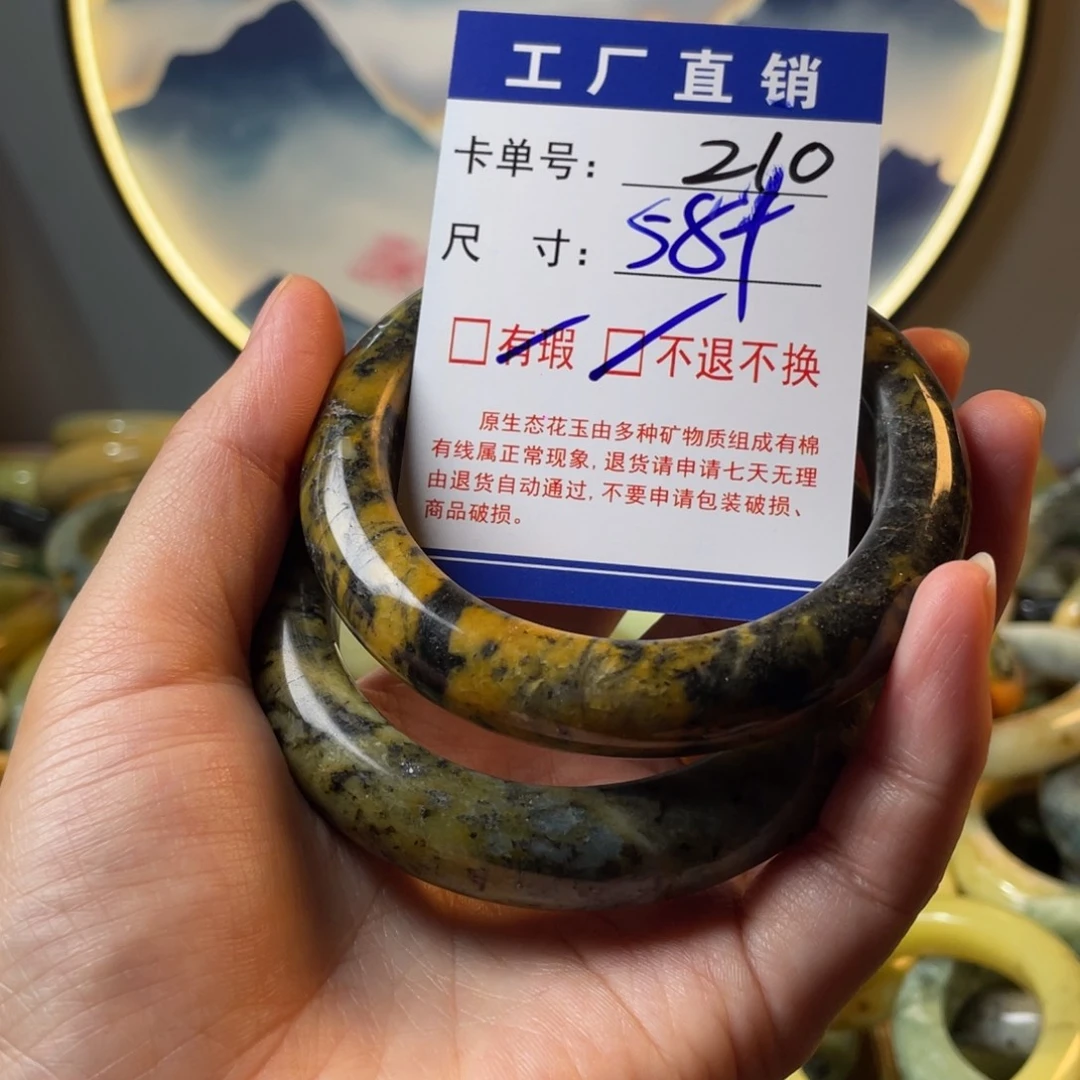 工厂直销
卡单号： 210
尺 寸： 58
□有瑕 □不退不换
原生态花玉由多种矿物质组成有棉
有线属正常现象, 退货请申请七天无理
由退货自动通过, 不要申请包装破损、
商品破损。